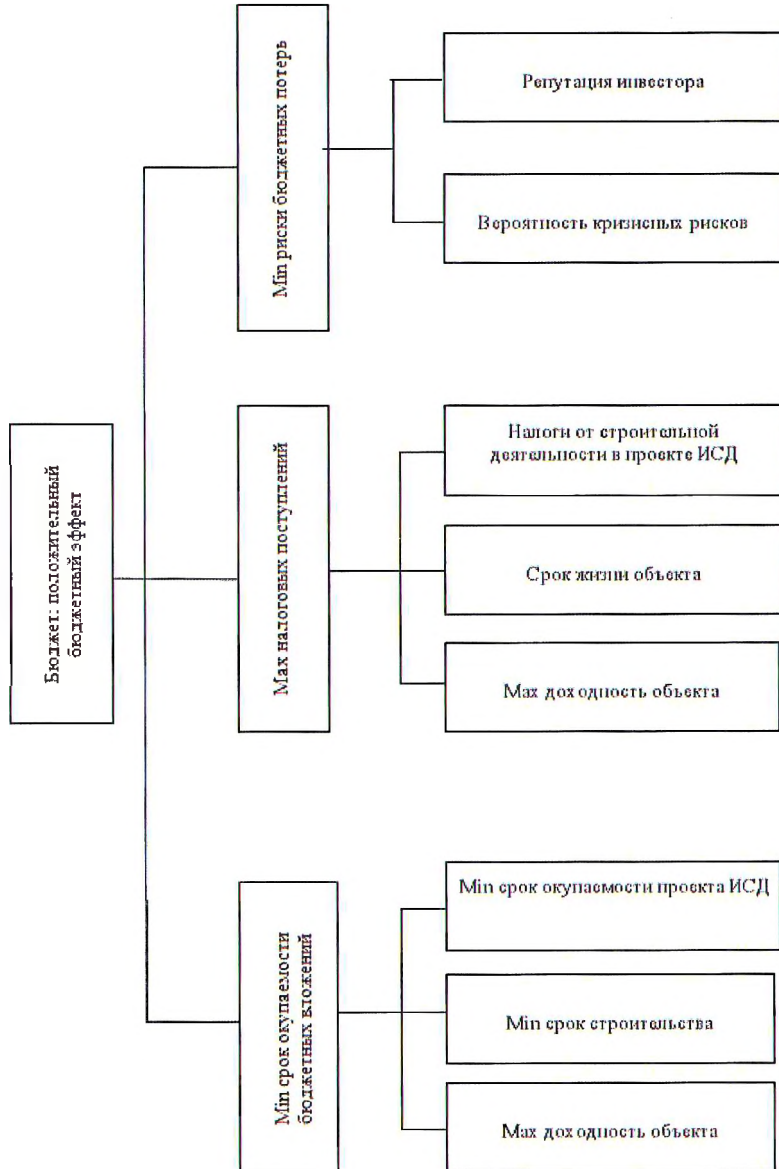 Бюджет: положительный
бюджетный эффект
Min срок окупаемости
бюджетных вложений
Max налоговых поступлений
Min риски бюджетных потерь
Max доходность объекта
Min срок строительства
Min срок окупаемости проекта ИСД
Max доходность объекта
Срок жизни объекта
Налоги от строительной
деятельности в проекте ИСД
Вероятность кризисных рисков
Репутация инвестора